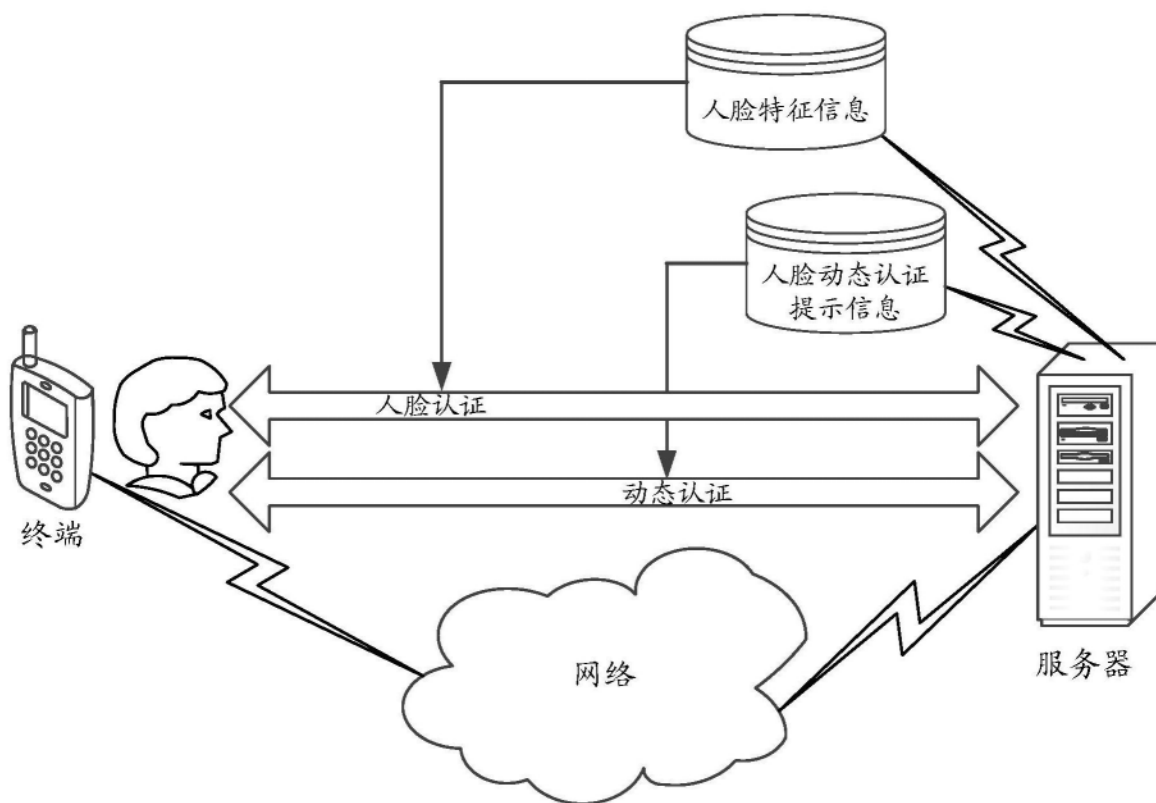 人脸特征信息
人脸动态认证
提示信息
人脸认证
动态认证
终端
网络
服务器